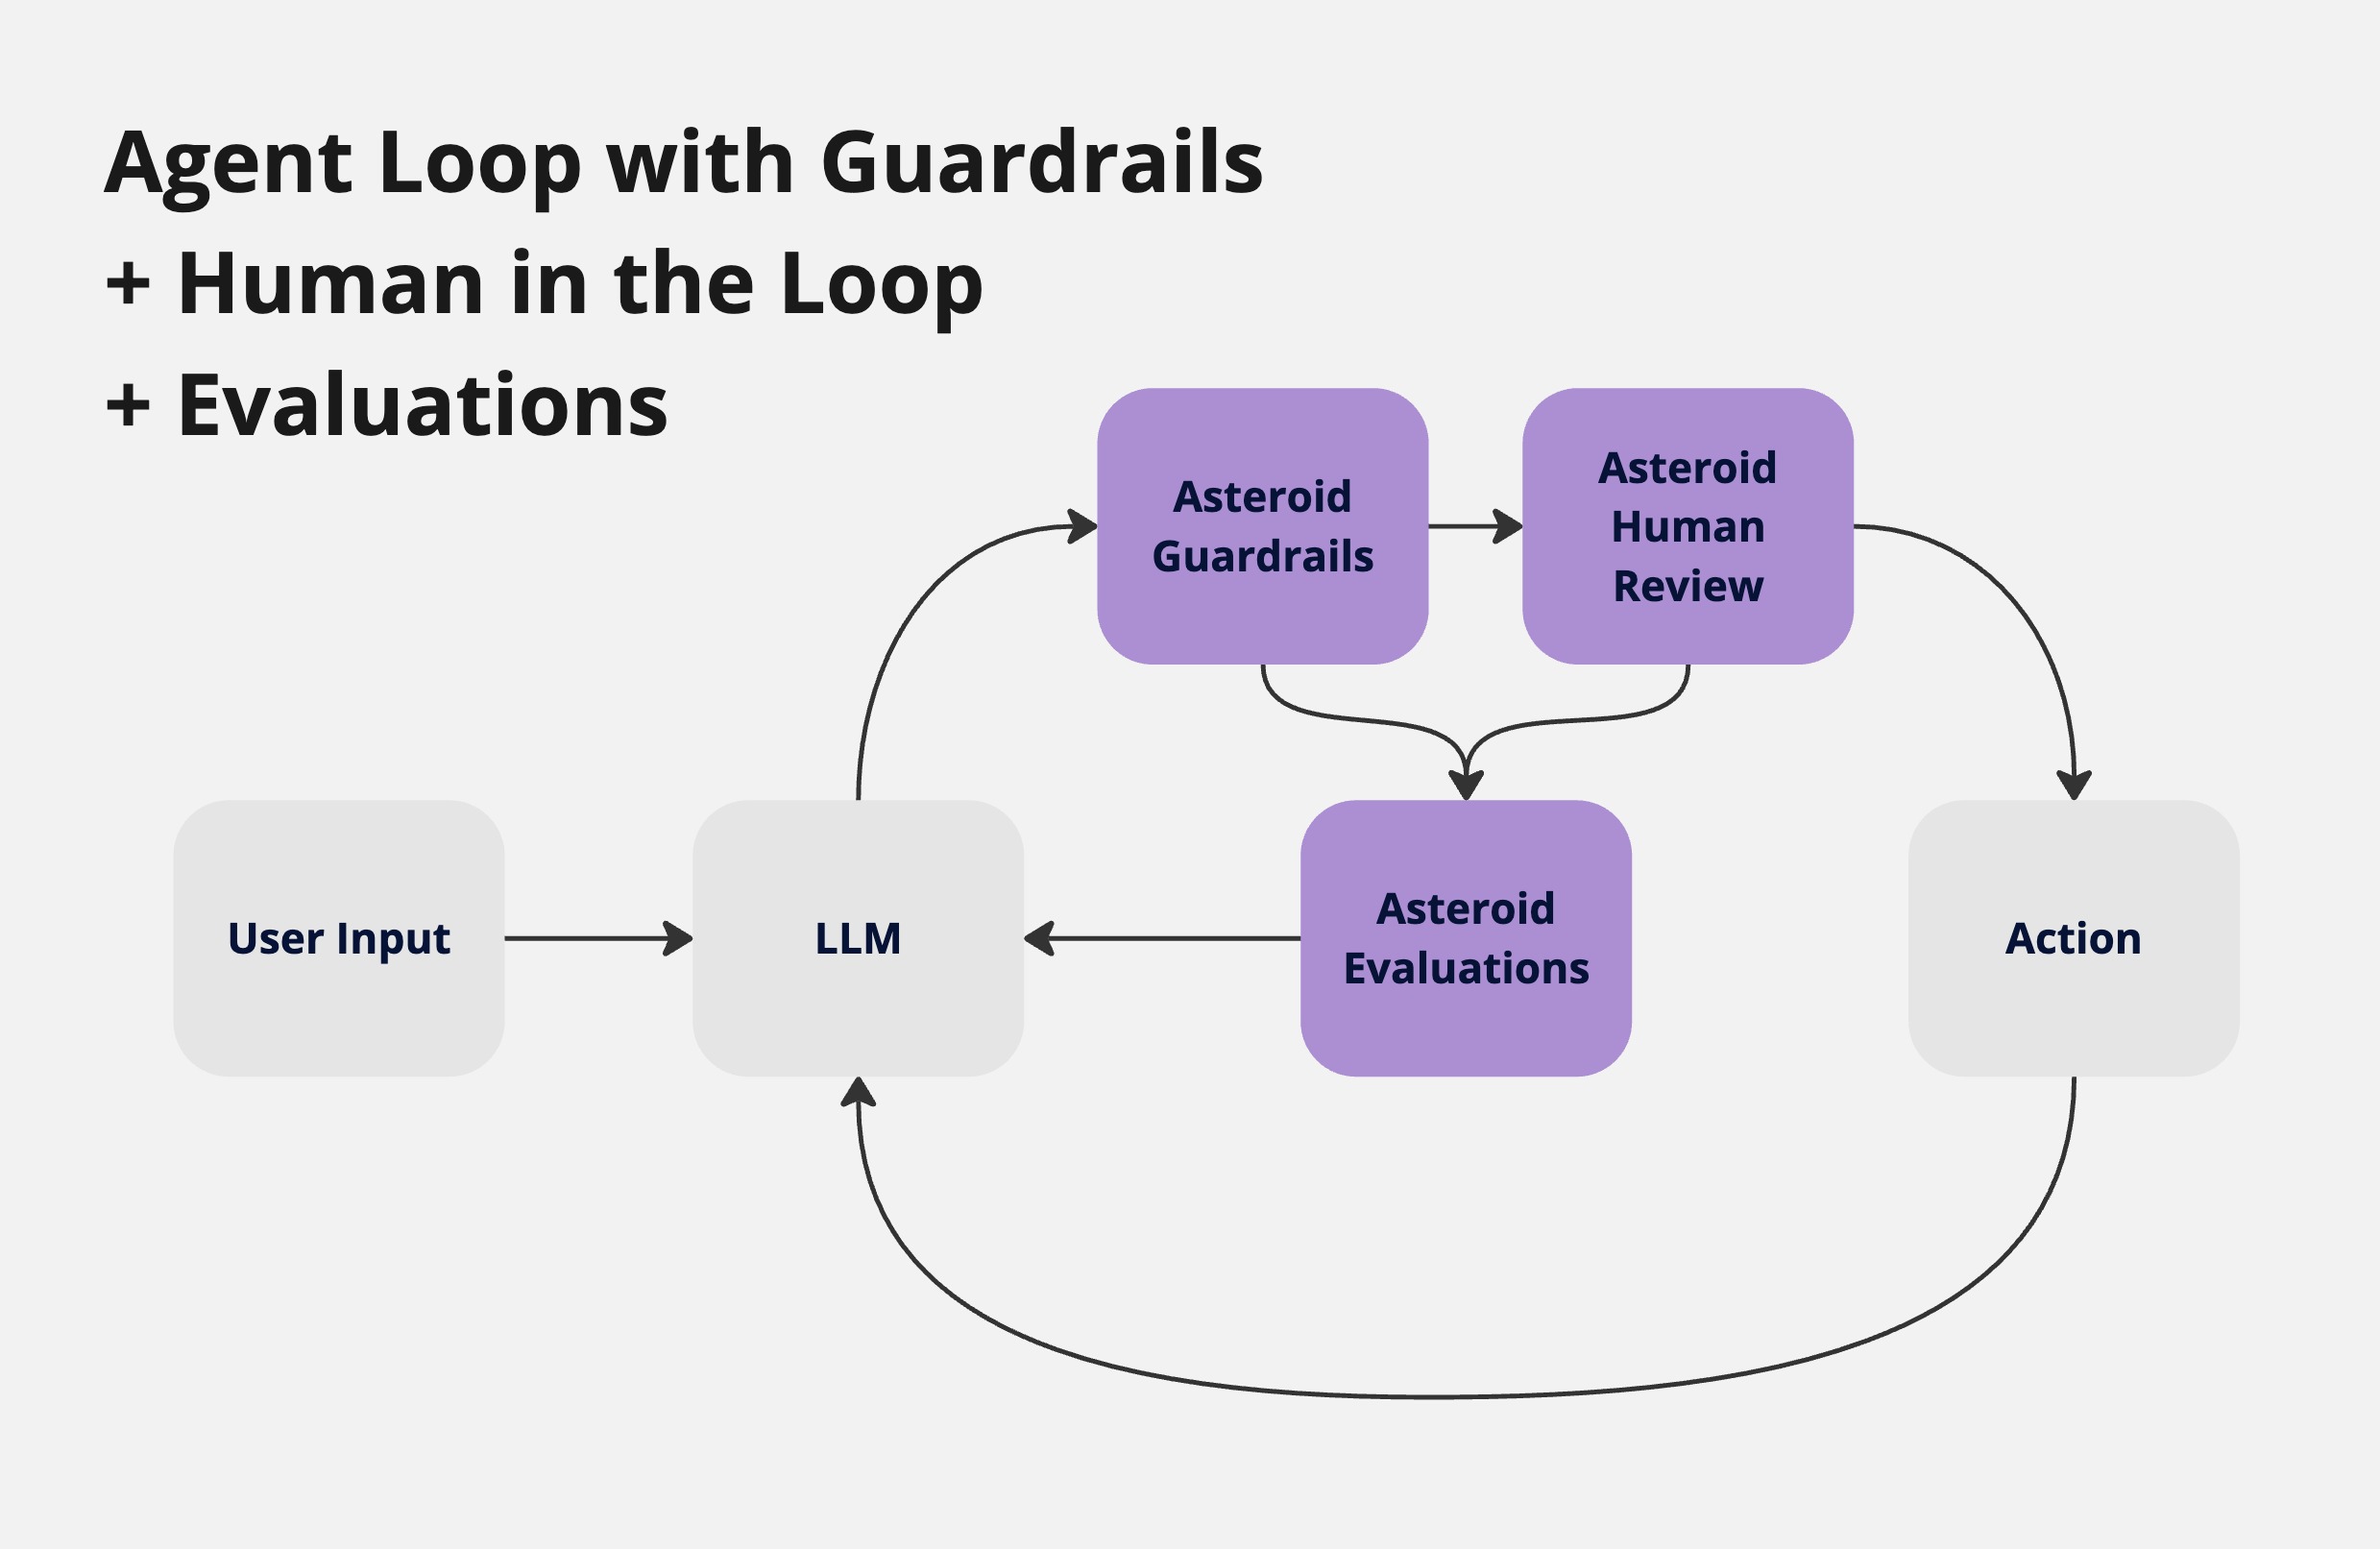 Agent Loop with Guardrails
+ Human in the Loop
+ Evaluations
Asteroid
Guardrails
Asteroid
Human
Review
User Input
LLM
Asteroid
Evaluations
Action